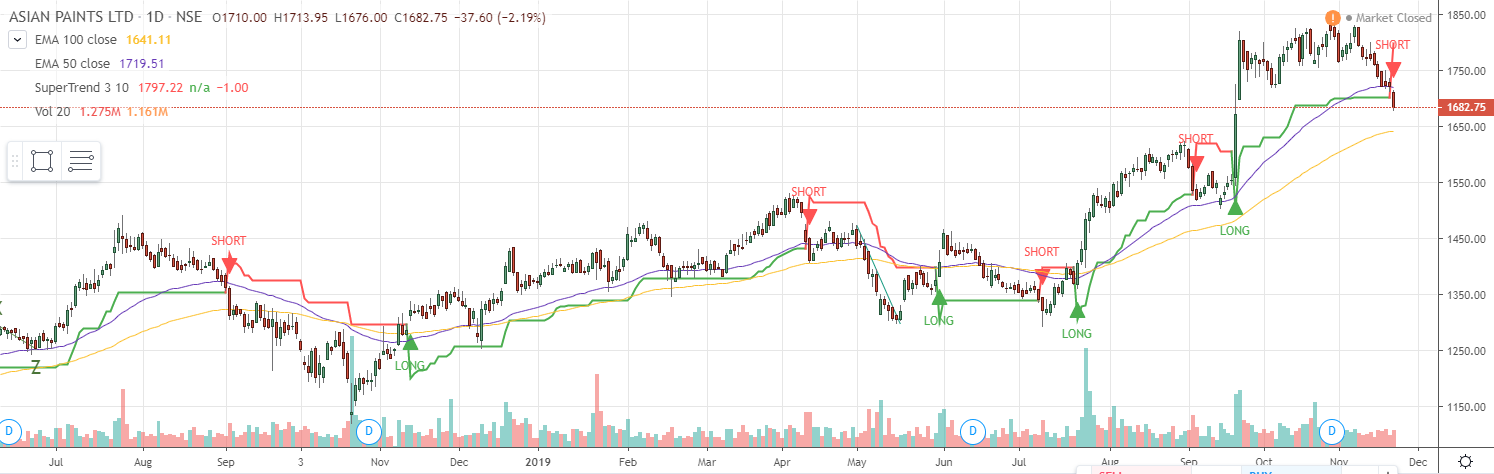 ASIAN PAINTS LTD · 1D · NSE O1710.00 H1713.95 L1676.00 C1682.75 −37.60 (−2.19%)
! Market Closed
EMA 100 close 1641.11
EMA 50 close 1719.51
SuperTrend 3 10 1797.22 n/a −1.00
Vol 20 1.275M 1.161M
1850.00
SHORT
1750.00
1682.75
1650.00
SHORT
1550.00
SHORT
LONG
1450.00
SHORT
SHORT
1350.00
LONG
LONG
1250.00
LONG
Z
1150.00
D
D
D
D
Jul Aug Sep 3 Nov Dec 2019 Feb Mar Apr May Jun Jul Aug Sep Oct Nov Dec
SELL BUY